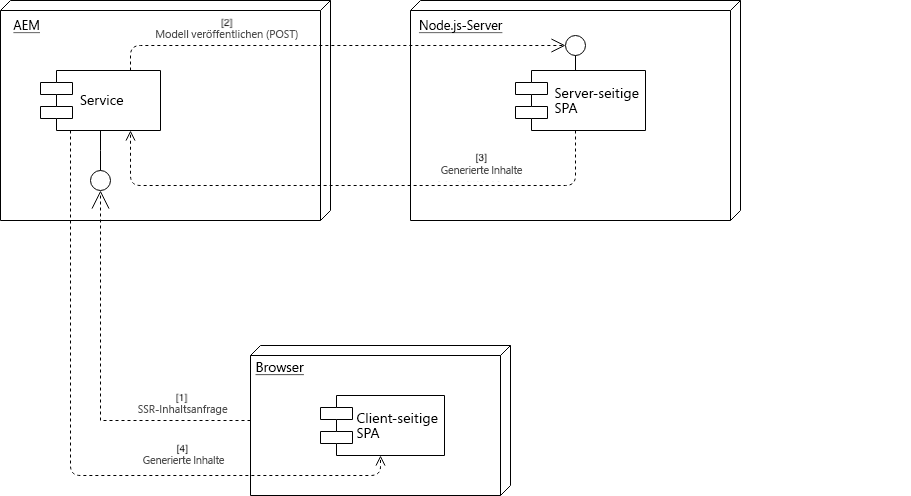 AEM
[2]
Modell veröffentlichen (POST)
Node.js-Server
Service
Server-seitige
SPA
[3]
Generierte Inhalte
Browser
[1]
SSR-Inhaltsanfrage
Client-seitige
SPA
[4]
Generierte Inhalte